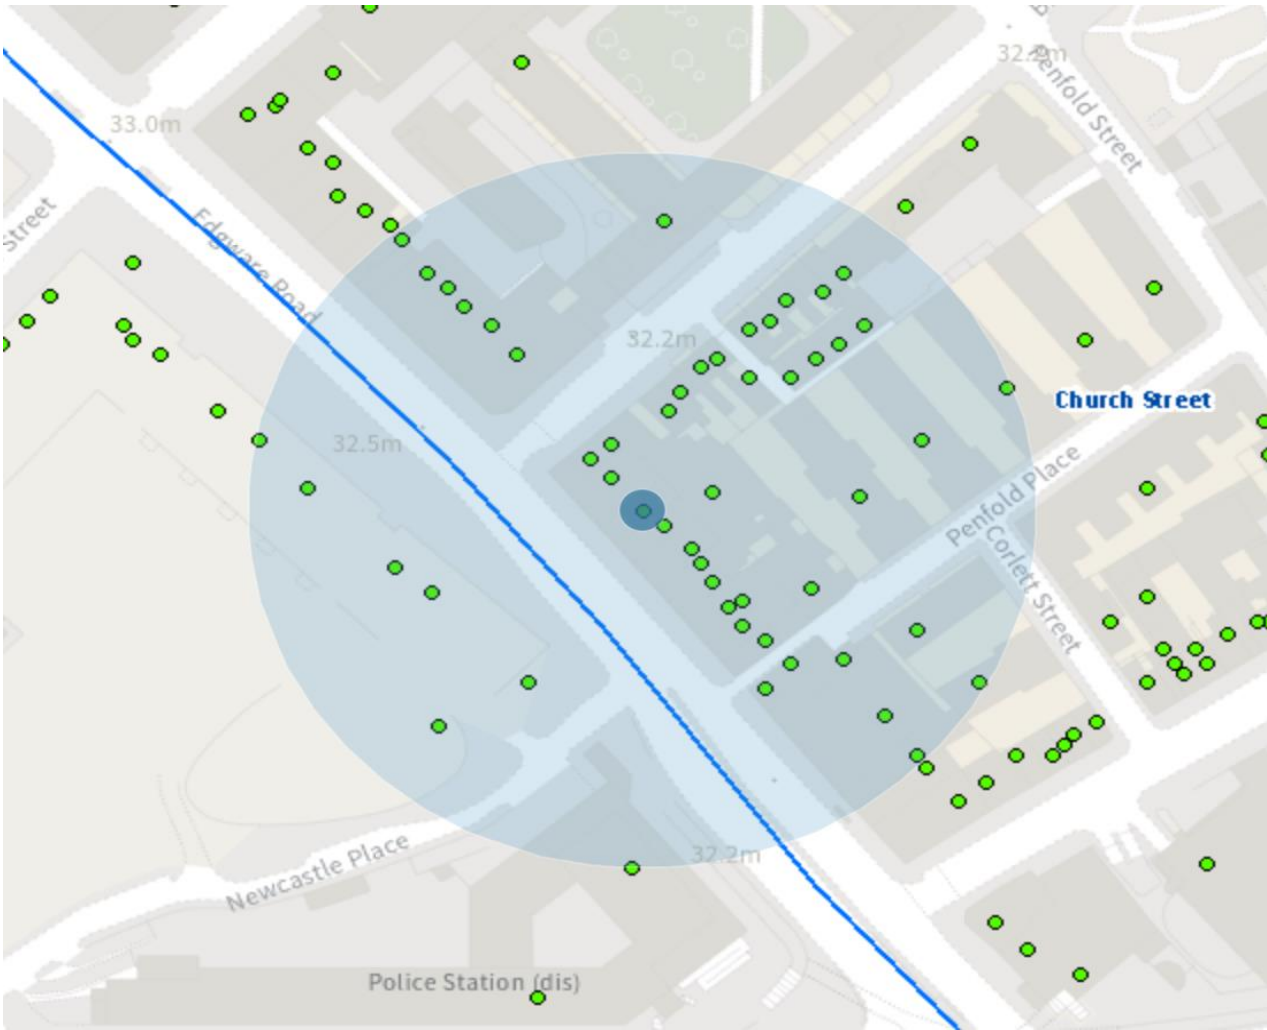 32.9m
Penfold Street
33.0m
Street
Edgware Road
32.2m
Church Street
32.5m
Penfold Place
Corlett Street
32.2m
Newcastle Place
Police Station (dis)